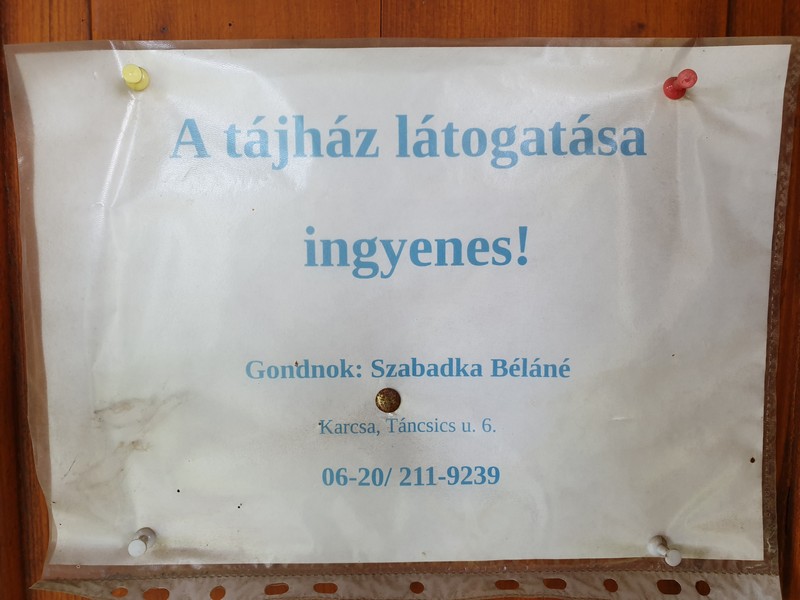 A tájház látogatása
ingyenes!
Gondnok: Szabadka Béláné
Karcsa, Táncsics u. 6.
06-20/ 211-9239